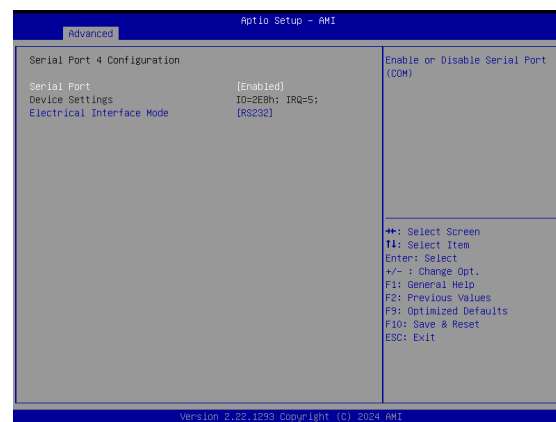 Aptio Setup – AMI
Advanced
Serial Port 4 Configuration
Serial Port [Enabled]
Device Settings IO=2E8h; IRQ=5;
Electrical Interface Mode [RS232]
Enable or Disable Serial Port
(COM)
→←: Select Screen
↑↓: Select Item
Enter: Select
+/- : Change Opt.
F1: General Help
F2: Previous Values
F9: Optimized Defaults
F10: Save & Reset
ESC: Exit
Version 2.22.1293 Copyright (C) 2024 AMI